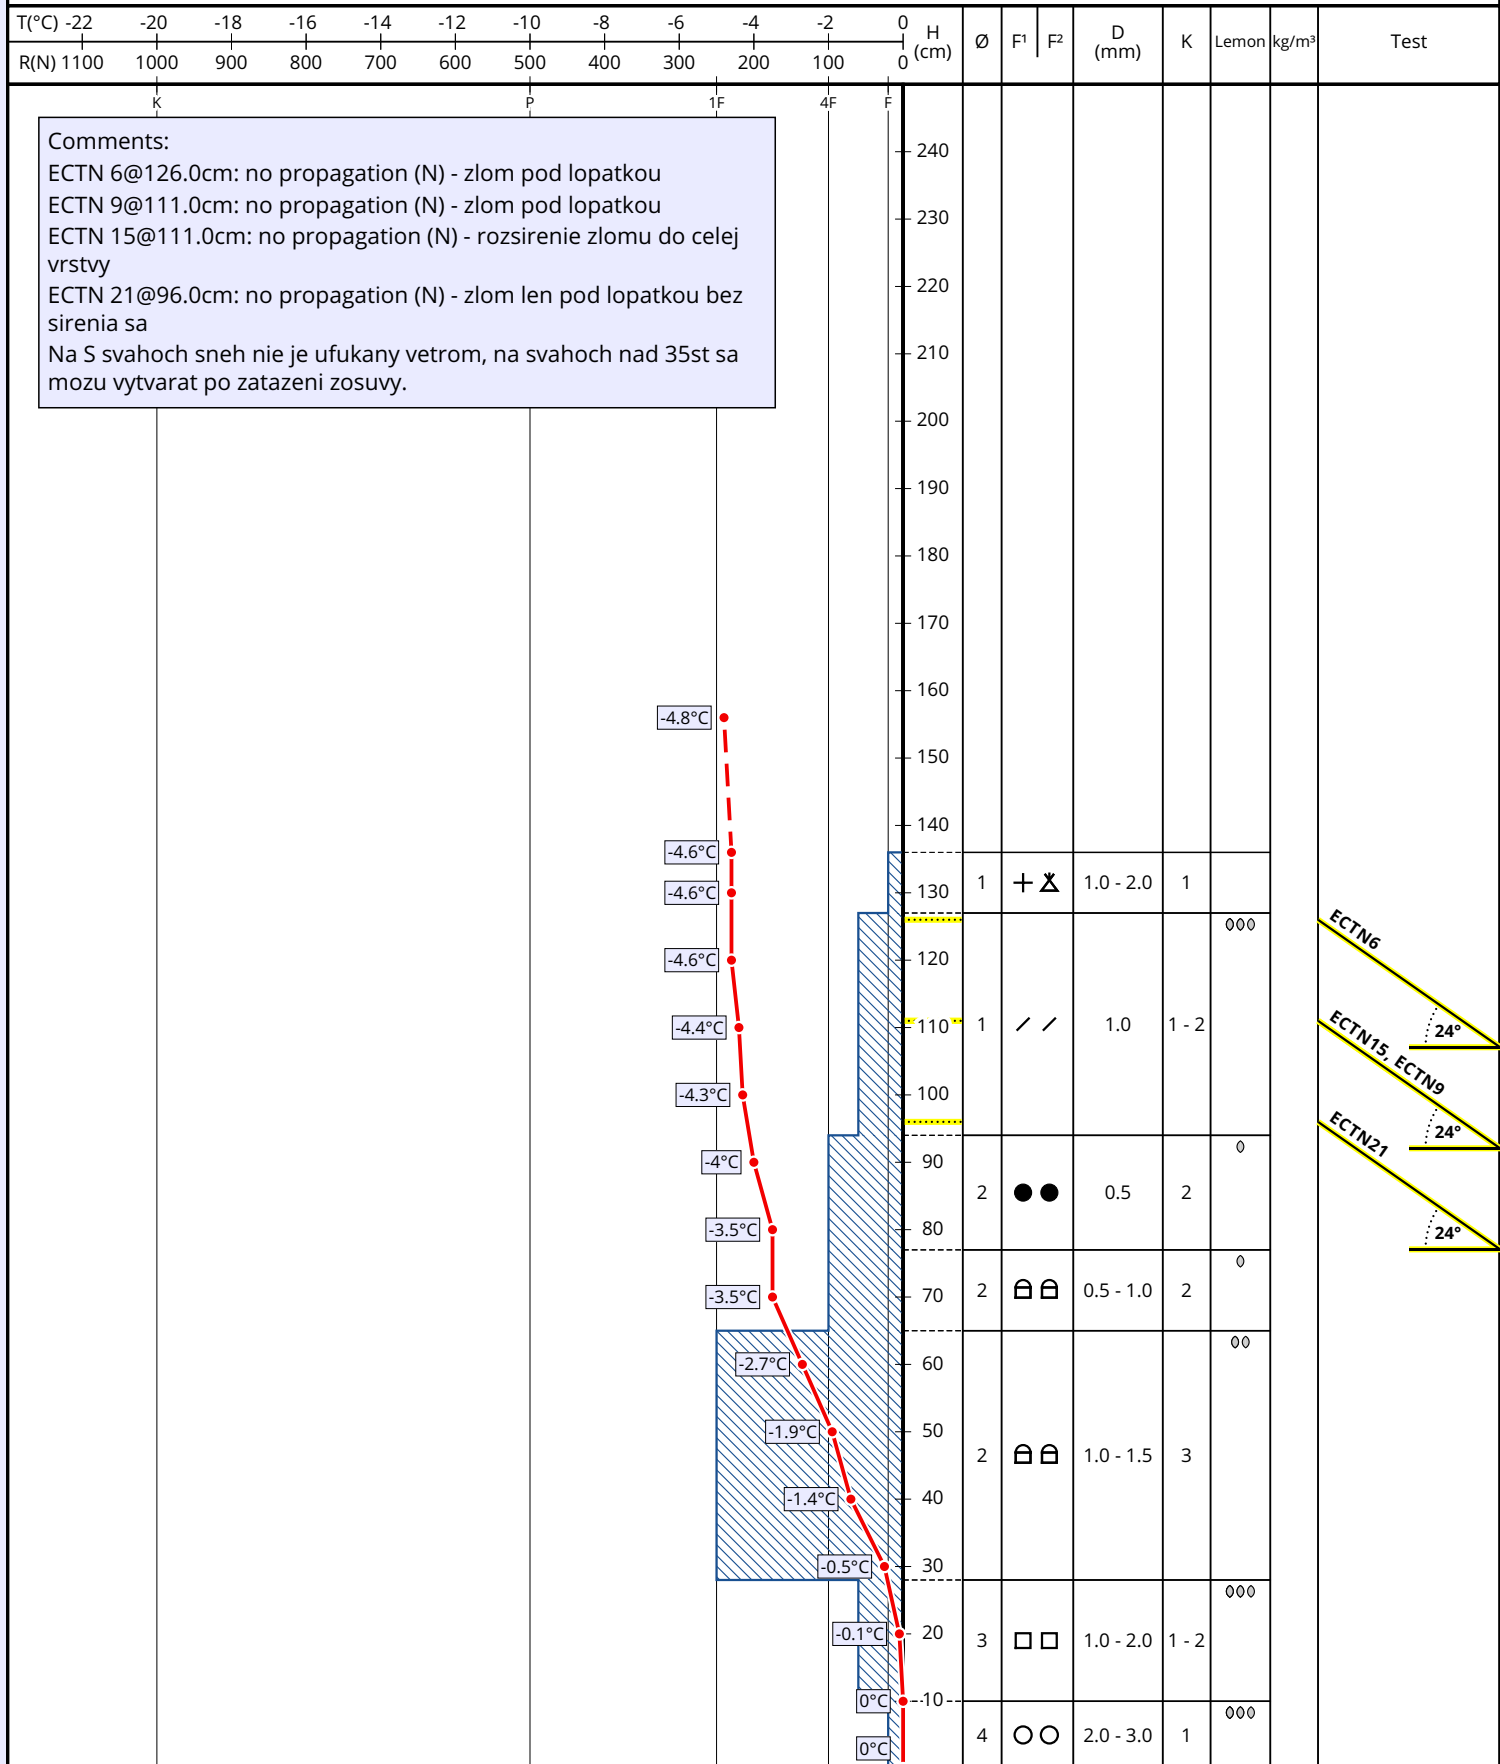 T(°C) -22 -20 -18 -16 -14 -12 -10 -8 -6 -4 -2 0
R(N) 1100 1000 900 800 700 600 500 400 300 200 100 0
H (cm) Ø F¹ F² D (mm) K Lemon kg/m³ Test
K P 1F 4F F
Comments:
ECTN 6@126.0cm: no propagation (N) - zlom pod lopatkou
ECTN 9@111.0cm: no propagation (N) - zlom pod lopatkou
ECTN 15@111.0cm: no propagation (N) - rozsirenie zlomu do celej
vrstvy
ECTN 21@96.0cm: no propagation (N) - zlom len pod lopatkou bez
sirenia sa
Na S svahoch sneh nie je ufukany vetrom, na svahoch nad 35st sa
mozu vytvarat po zatazeni zosuvy.
240
230
220
210
200
190
180
170
160
-4.8°C
150
140
-4.6°C
1 1.0 - 2.0 1
-4.6°C 130
ECTN6
-4.6°C 120
-4.4°C 110 1 1.0 1 - 2 24°
ECTN15, ECTN9
-4.3°C 100
24°
ECTN21
-4°C 90
2 0.5 2
-3.5°C 80 24°
-3.5°C 70 2 0.5 - 1.0 2
-2.7°C 60
-1.9°C 50
2 1.0 - 1.5 3
-1.4°C 40
-0.5°C 30
-0.1°C 20 3 1.0 - 2.0 1 - 2
0°C 10
4 2.0 - 3.0 1
0°C